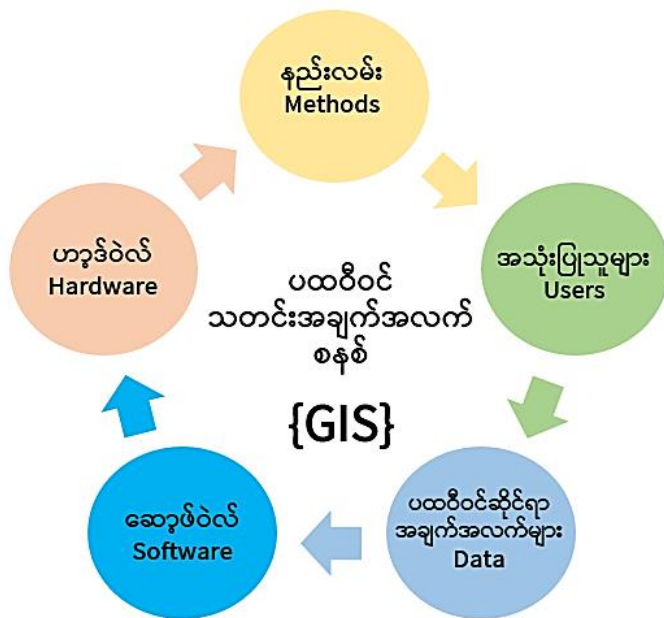 နည်းလမ်း
Methods
အသုံးပြုသူများ
Users
ပထဝီဝင်ဆိုင်ရာ
အချက်အလက်များ
Data
ဆော့ဖ်ဝဲလ်
Software
ဟာ့ဒ်ဝဲလ်
Hardware
ပထဝီဝင်
သတင်းအချက်အလက်
စနစ်
{GIS}